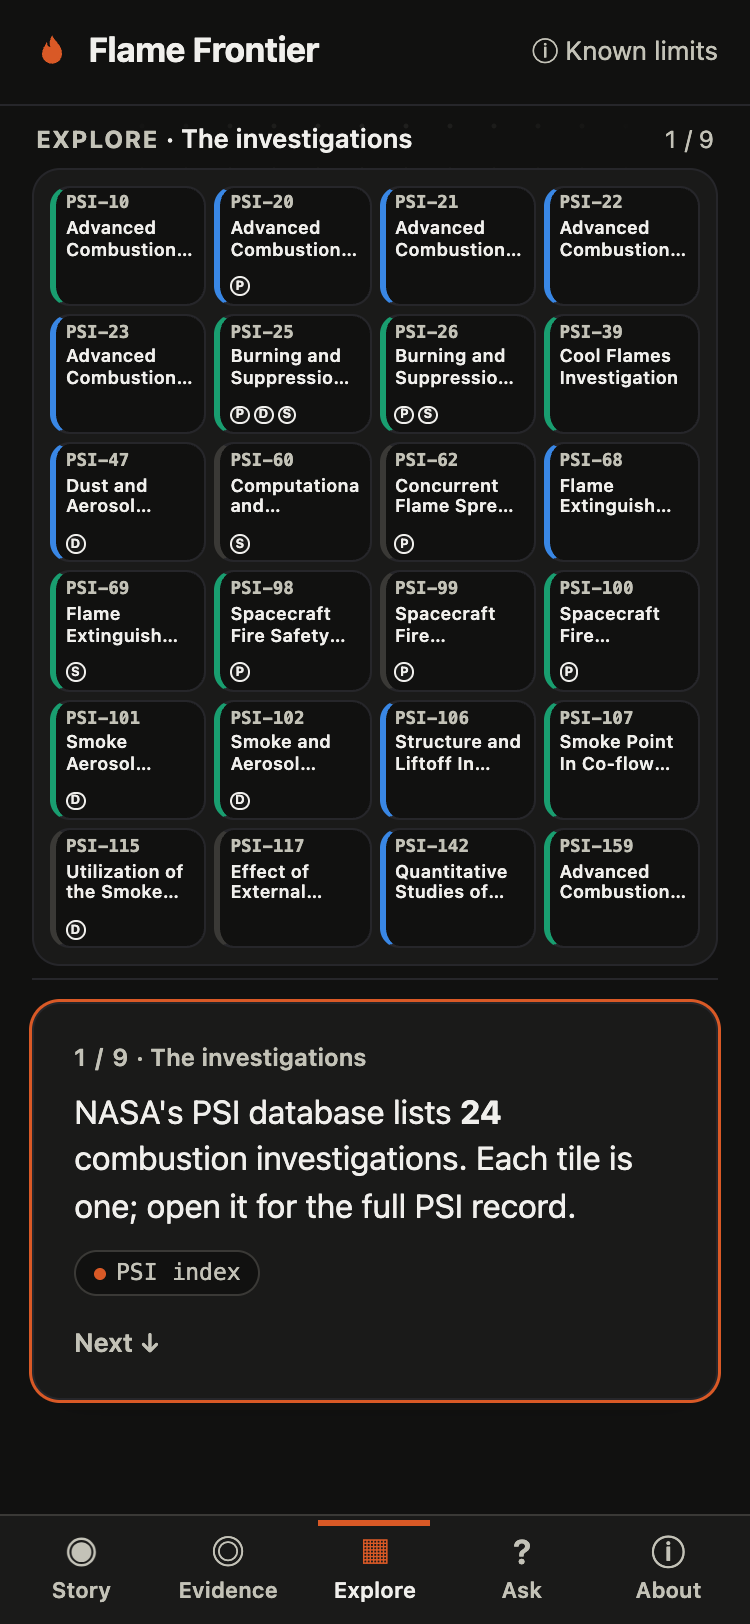 Flame Frontier
Known limits
EXPLORE · The investigations
1 / 9
PSI-10
Advanced
Combustion...
PSI-20
Advanced
Combustion...
P
PSI-21
Advanced
Combustion...
PSI-22
Advanced
Combustion...
PSI-23
Advanced
Combustion...
PSI-25
Burning and
Suppressio...
P D S
PSI-26
Burning and
Suppressio...
P S
PSI-39
Cool Flames
Investigation
PSI-47
Dust and
Aerosol...
D
PSI-60
Computationa
and...
S
PSI-62
Concurrent
Flame Spre...
P
PSI-68
Flame
Extinguish...
PSI-69
Flame
Extinguish...
S
PSI-98
Spacecraft
Fire Safety...
P
PSI-99
Spacecraft
Fire...
P
PSI-100
Spacecraft
Fire...
P
PSI-101
Smoke
Aerosol...
D
PSI-102
Smoke and
Aerosol...
D
PSI-106
Structure and
Liftoff In...
PSI-107
Smoke Point
In Co-flow...
PSI-115
Utilization of
the Smoke...
D
PSI-117
Effect of
External...
PSI-142
Quantitative
Studies of...
PSI-159
Advanced
Combustion...
1 / 9 · The investigations
NASA's PSI database lists 24
combustion investigations. Each tile is
one; open it for the full PSI record.
PSI index
Next ↓
Story
Evidence
Explore
? Ask
About